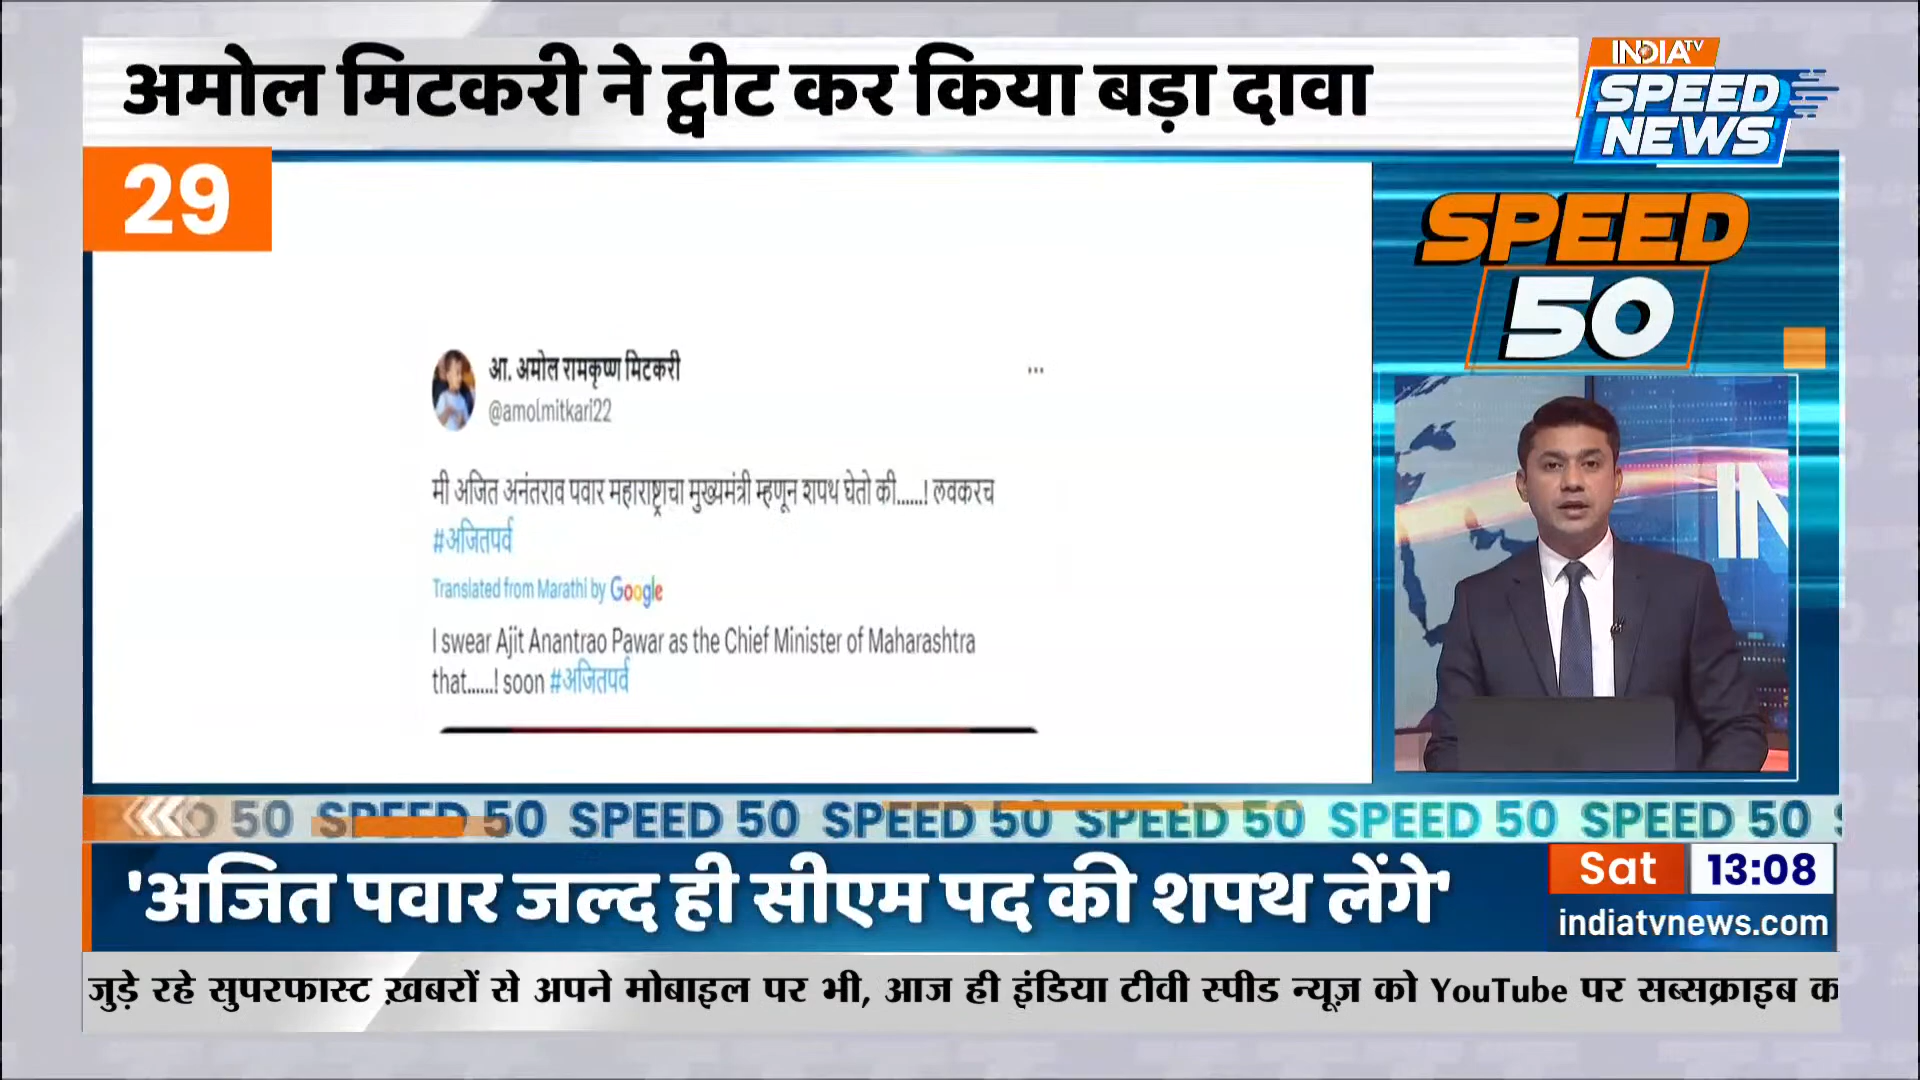 अमोल मिटकरी ने ट्वीट कर किया बड़ा दावा
INDIA TV
SPEED
NEWS
29
SPEED
50
आ. अमोल रामकृष्ण मिटकरी
@amolmitkari22
...
मी अजित अनंतराव पवार महाराष्ट्राचा मुख्यमंत्री म्हणून शपथ घेतो की......! लवकरच
#अजितपर्व
Translated from Marathi by Google
I swear Ajit Anantrao Pawar as the Chief Minister of Maharashtra
that......! soon #अजितपर्व
IN
50 SPEED 50 SPEED 50 SPEED 50 SPEED 50 SPEED 50 SPEED 50
'अजित पवार जल्द ही सीएम पद की शपथ लेंगे'
Sat 13:08
indiatvnews.com
जुड़े रहे सुपरफास्ट ख़बरों से अपने मोबाइल पर भी, आज ही इंडिया टीवी स्पीड न्यूज़ को YouTube पर सब्सक्राइब क